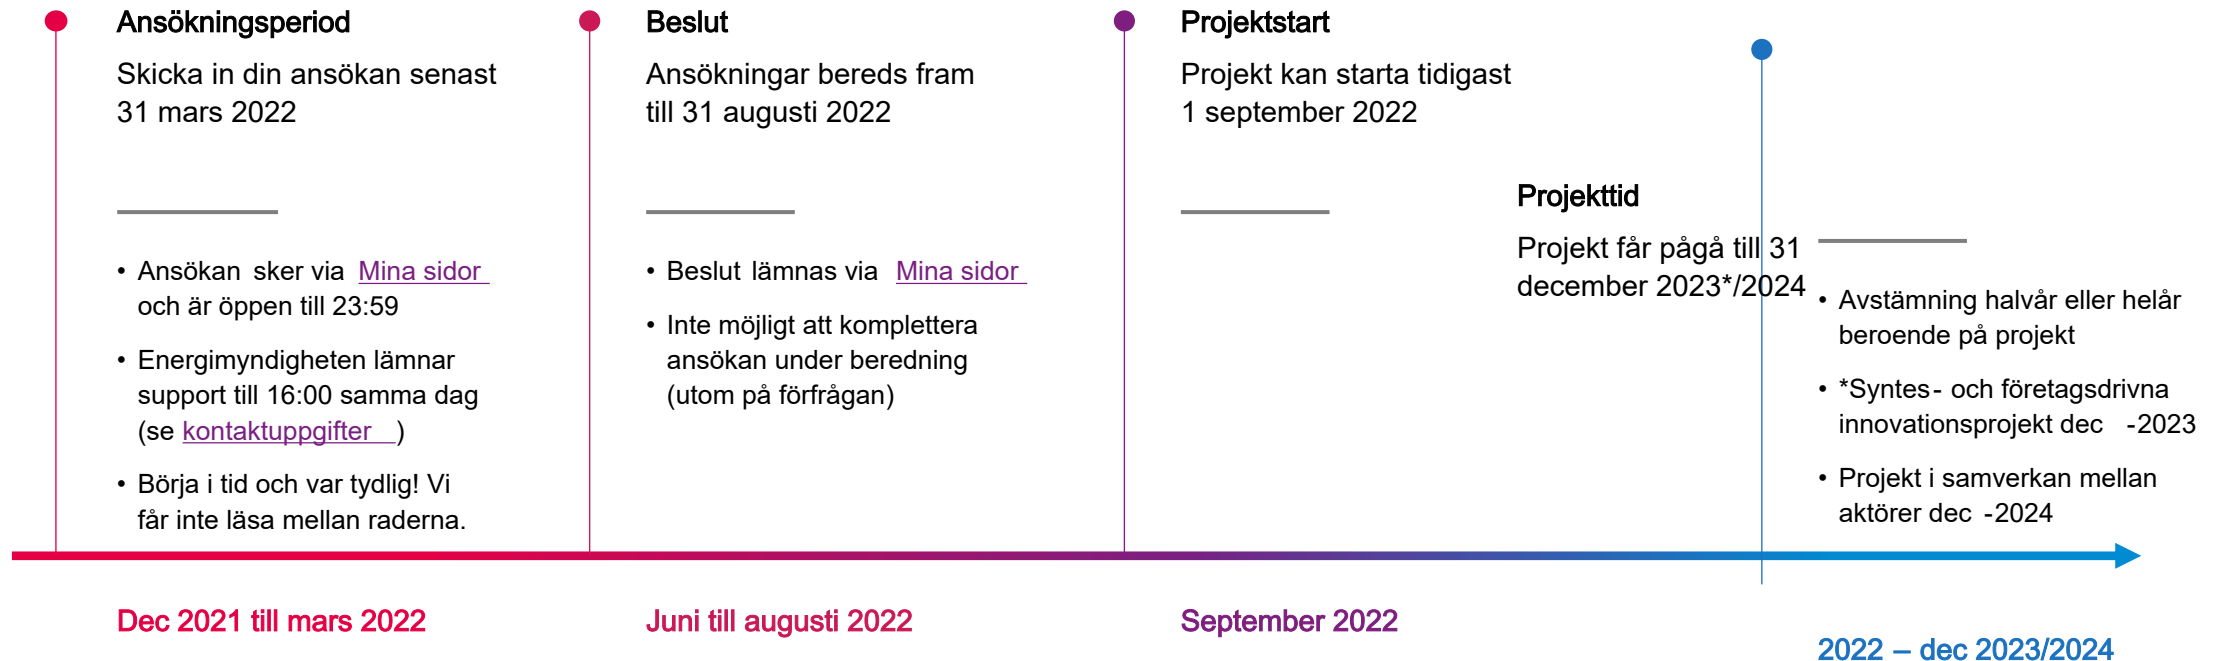 Ansökningsperiod
Skicka in din ansökan senast
31 mars 2022
• Ansökan sker via Mina sidor
och är öppen till 23:59
• Energimyndigheten lämnar
support till 16:00 samma dag
(se kontaktuppgifter )
• Börja i tid och var tydlig! Vi
får inte läsa mellan raderna.
Dec 2021 till mars 2022
Beslut
Ansökningar bereds fram
till 31 augusti 2022
• Beslut lämnas via Mina sidor
• Inte möjligt att komplettera
ansökan under beredning
(utom på förfrågan)
Juni till augusti 2022
Projektstart
Projekt kan starta tidigast
1 september 2022
September 2022
Projekttid
Projekt får pågå till 31
december 2023*/2024
• Avstämning halvår eller helår
beroende på projekt
• *Syntes- och företagsdrivna
innovationsprojekt dec -2023
• Projekt i samverkan mellan
aktörer dec -2024
2022 – dec 2023/2024